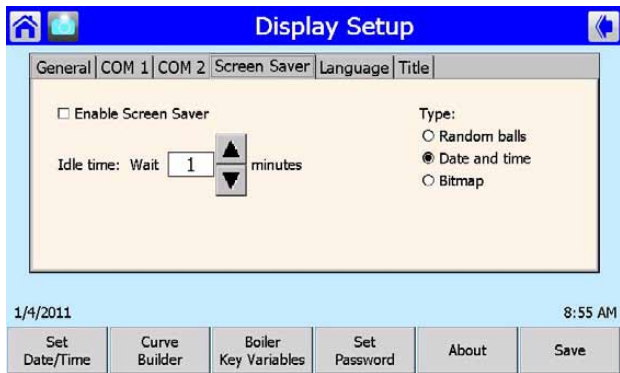 Display Setup
General COM 1 COM 2 Screen Saver Language Title
Enable Screen Saver
Idle time: Wait 1 minutes
Type:
Random balls
Date and time
Bitmap
1/4/2011 8:55 AM
Set Date/Time
Curve Builder
Boiler Key Variables
Set Password
About
Save